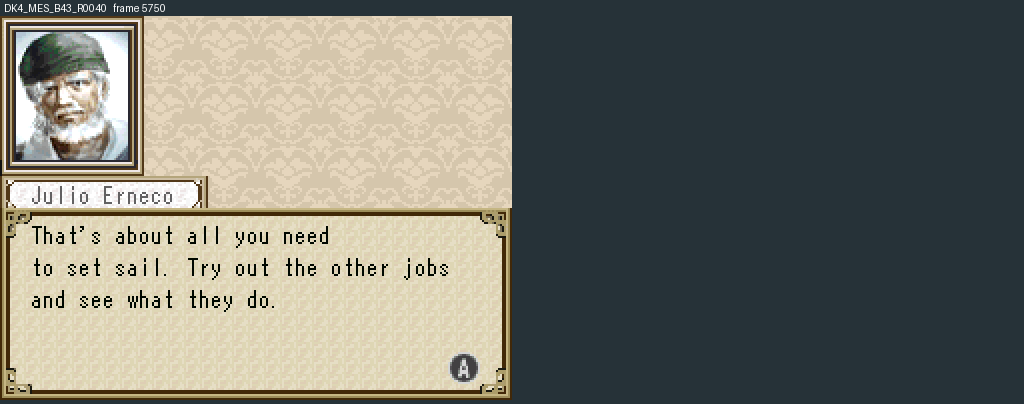 DK4_MES_B43_R0040 frame 5750
Julio Erneco
That's about all you need
to set sail. Try out the other jobs
and see what they do.
A